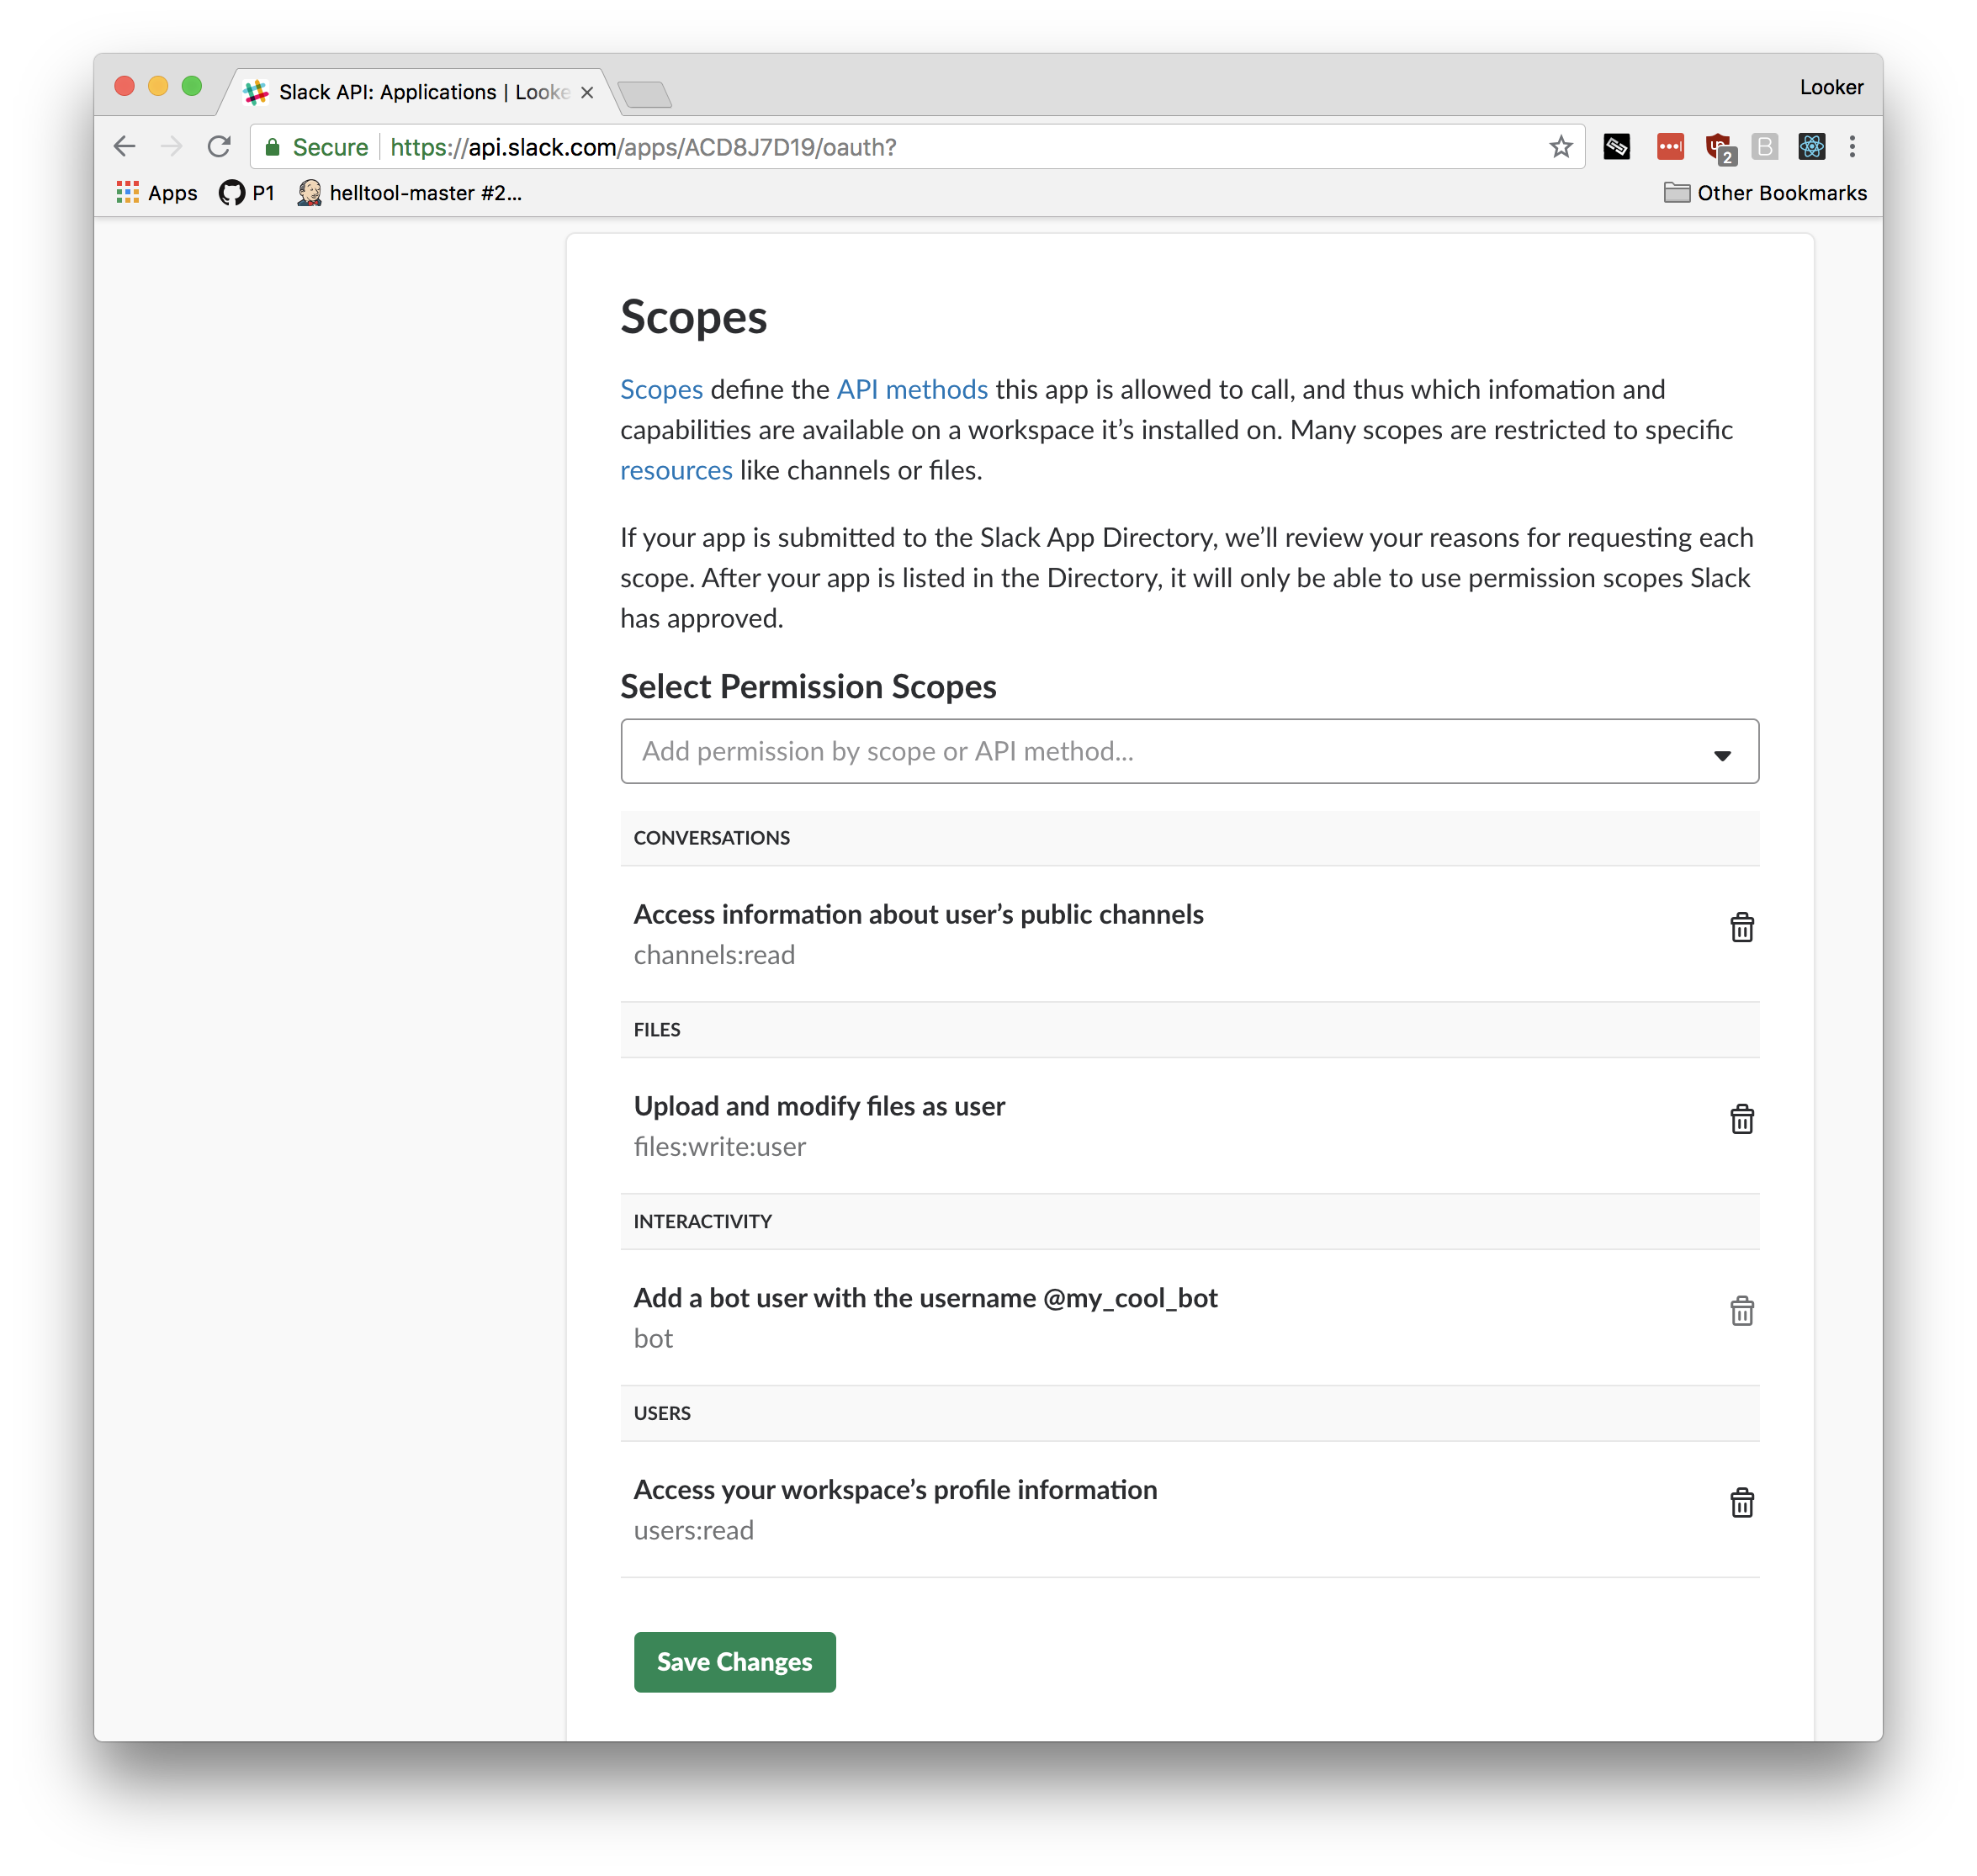 Slack API: Applications | Looke
Looker
Secure https://api.slack.com/apps/ACD8J7D19/oauth?
2
B
Apps P1 helltool-master #2... Other Bookmarks
Scopes
Scopes define the API methods this app is allowed to call, and thus which infomation and
capabilities are available on a workspace it’s installed on. Many scopes are restricted to specific
resources like channels or files.
If your app is submitted to the Slack App Directory, we’ll review your reasons for requesting each
scope. After your app is listed in the Directory, it will only be able to use permission scopes Slack
has approved.
Select Permission Scopes
Add permission by scope or API method...
CONVERSATIONS
Access information about user’s public channels
channels:read
FILES
Upload and modify files as user
files:write:user
INTERACTIVITY
Add a bot user with the username @my_cool_bot
bot
USERS
Access your workspace’s profile information
users:read
Save Changes